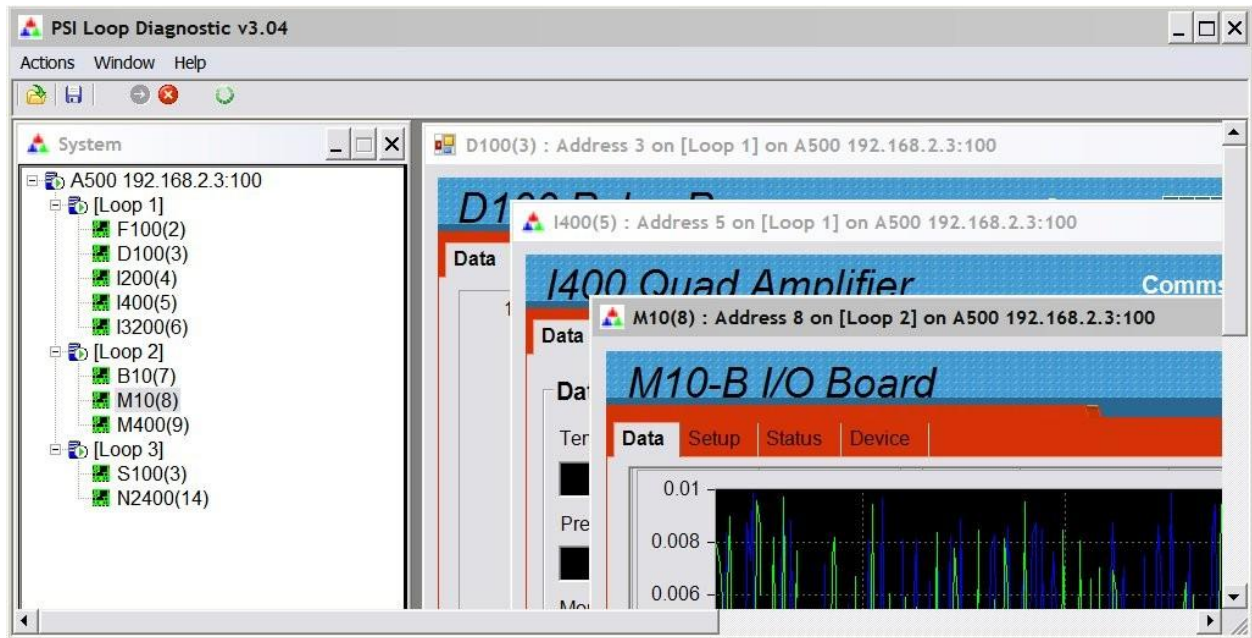 PSI Loop Diagnostic v3.04
Actions Window Help
System
A500 192.168.2.3:100
[Loop 1]
F100(2)
D100(3)
I200(4)
I400(5)
I3200(6)
[Loop 2]
B10(7)
M10(8)
M400(9)
[Loop 3]
S100(3)
N2400(14)
D100(3) : Address 3 on [Loop 1] on A500 192.168.2.3:100
Data
I400(5) : Address 5 on [Loop 1] on A500 192.168.2.3:100
I400 Quad Amplifier
Comms
Data
M10(8) : Address 8 on [Loop 2] on A500 192.168.2.3:100
M10-B I/O Board
Data Setup Status Device
0.01
0.008
0.006